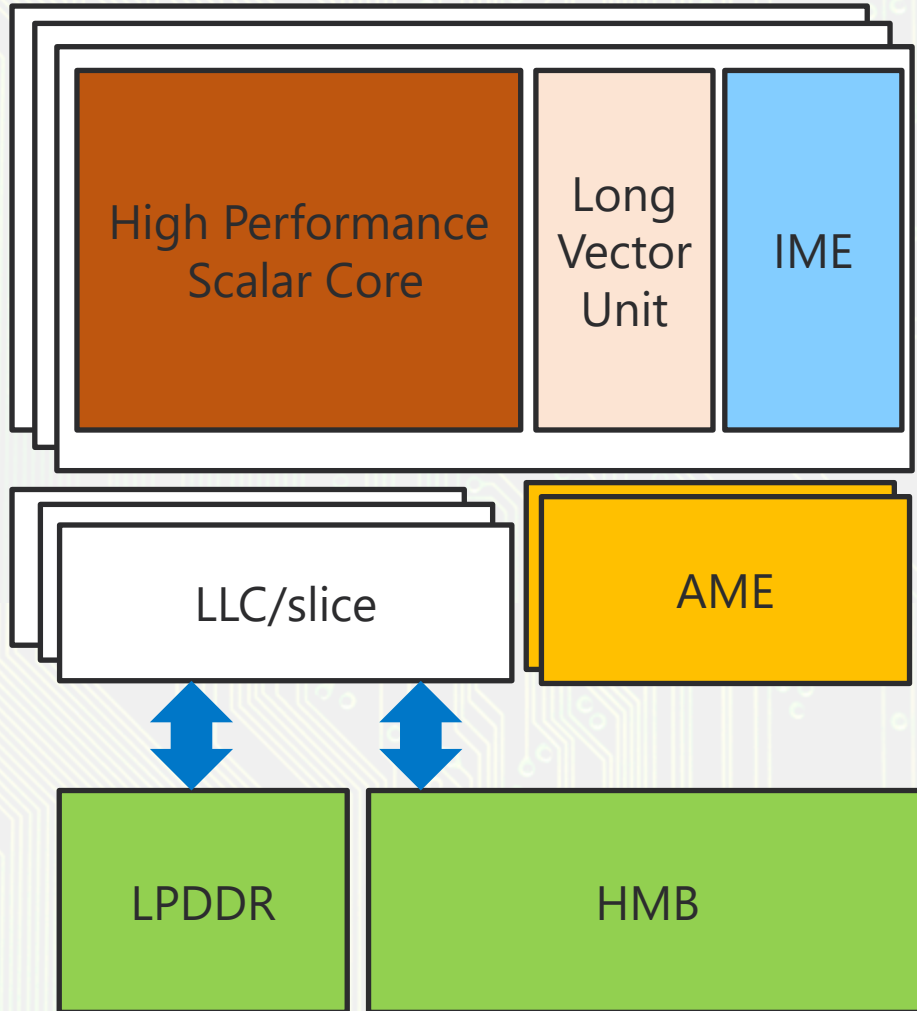 High Performance
Scalar Core
Long
Vector
Unit
IME
LLC/slice
AME
LPDDR
HMB